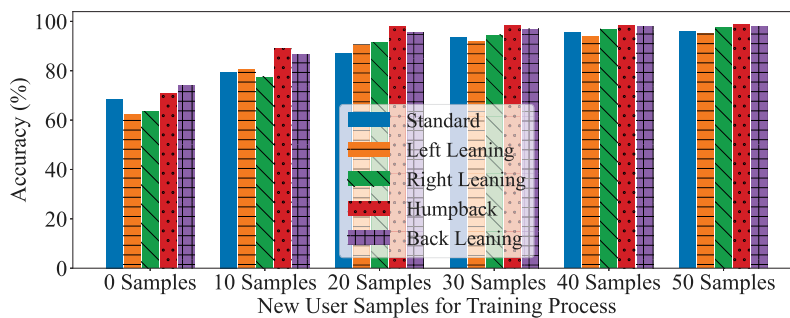 100
80
60
40
20
0
Accuracy (%)
Standard
Left Leaning
Right Leaning
Humpback
Back Leaning
0 Samples 10 Samples 20 Samples 30 Samples 40 Samples 50 Samples
New User Samples for Training Process